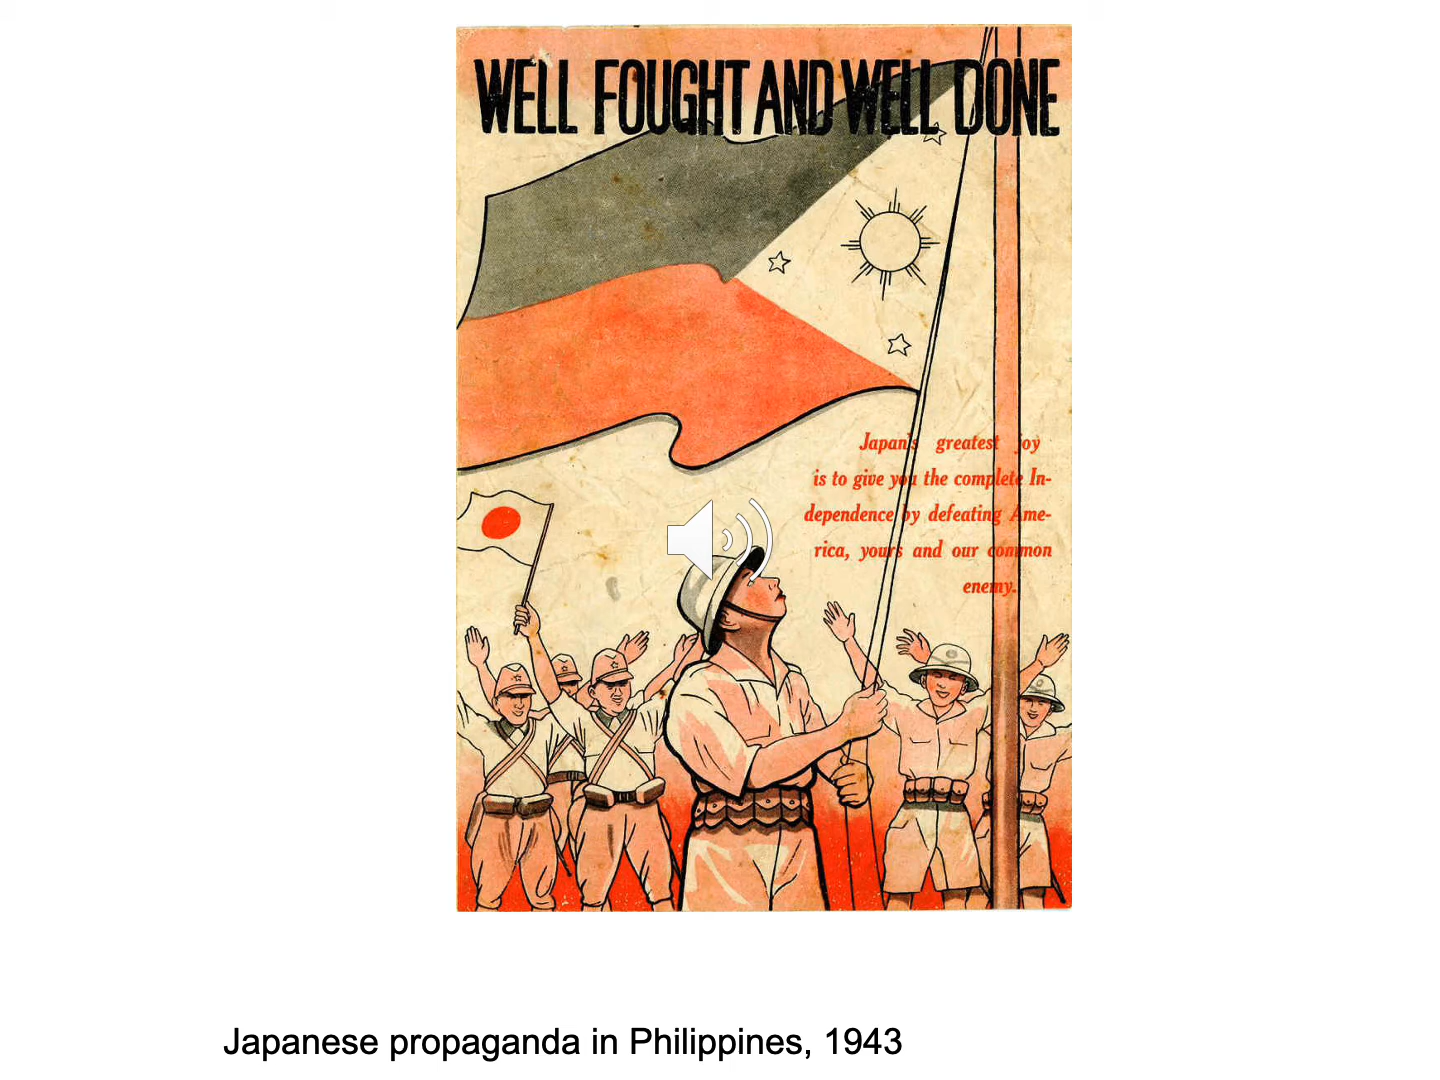 WELL FOUGHT AND WELL DONE
Japan's greatest joy
is to give you the complete In-
dependence by defeating Ame-
rica, yours and our common
enemy.
Japanese propaganda in Philippines, 1943